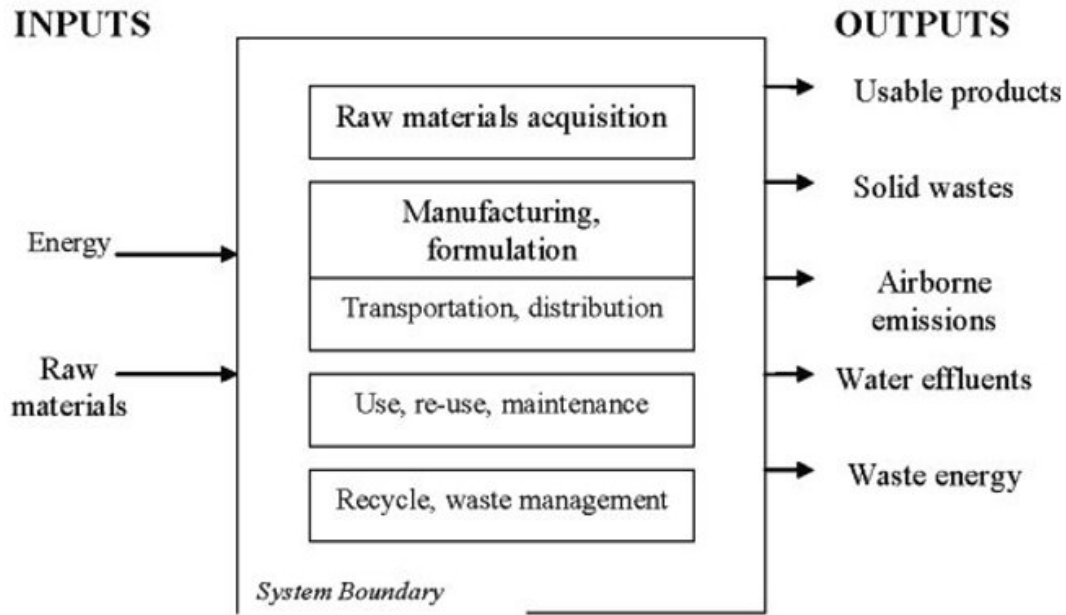 INPUTS
OUTPUTS
Raw materials acquisition
Manufacturing,
formulation
Transportation, distribution
Use, re-use, maintenance
Recycle, waste management
System Boundary
Energy
Raw
materials
Usable products
Solid wastes
Airborne
emissions
Water effluents
Waste energy